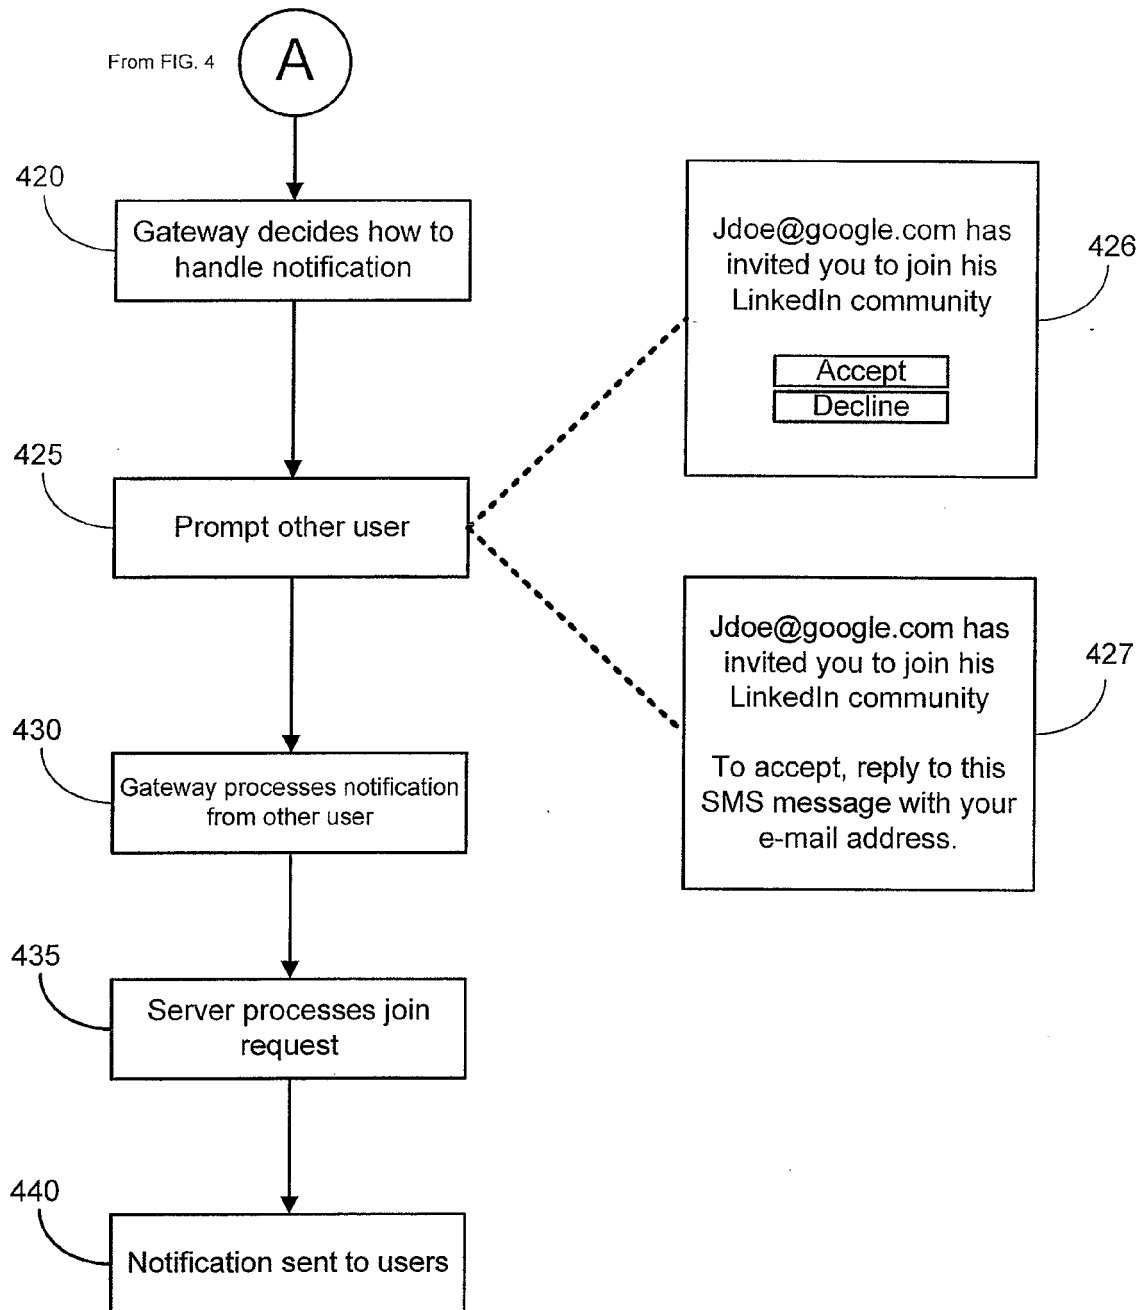 From FIG. 4
A
420
Gateway decides how to
handle notification
Jdoe@google.com has
invited you to join his
LinkedIn community
426
Accept
Decline
425
Prompt other user
Jdoe@google.com has
invited you to join his
LinkedIn community
427
To accept, reply to this
SMS message with your
e-mail address.
430
Gateway processes notification
from other user
435
Server processes join
request
440
Notification sent to users